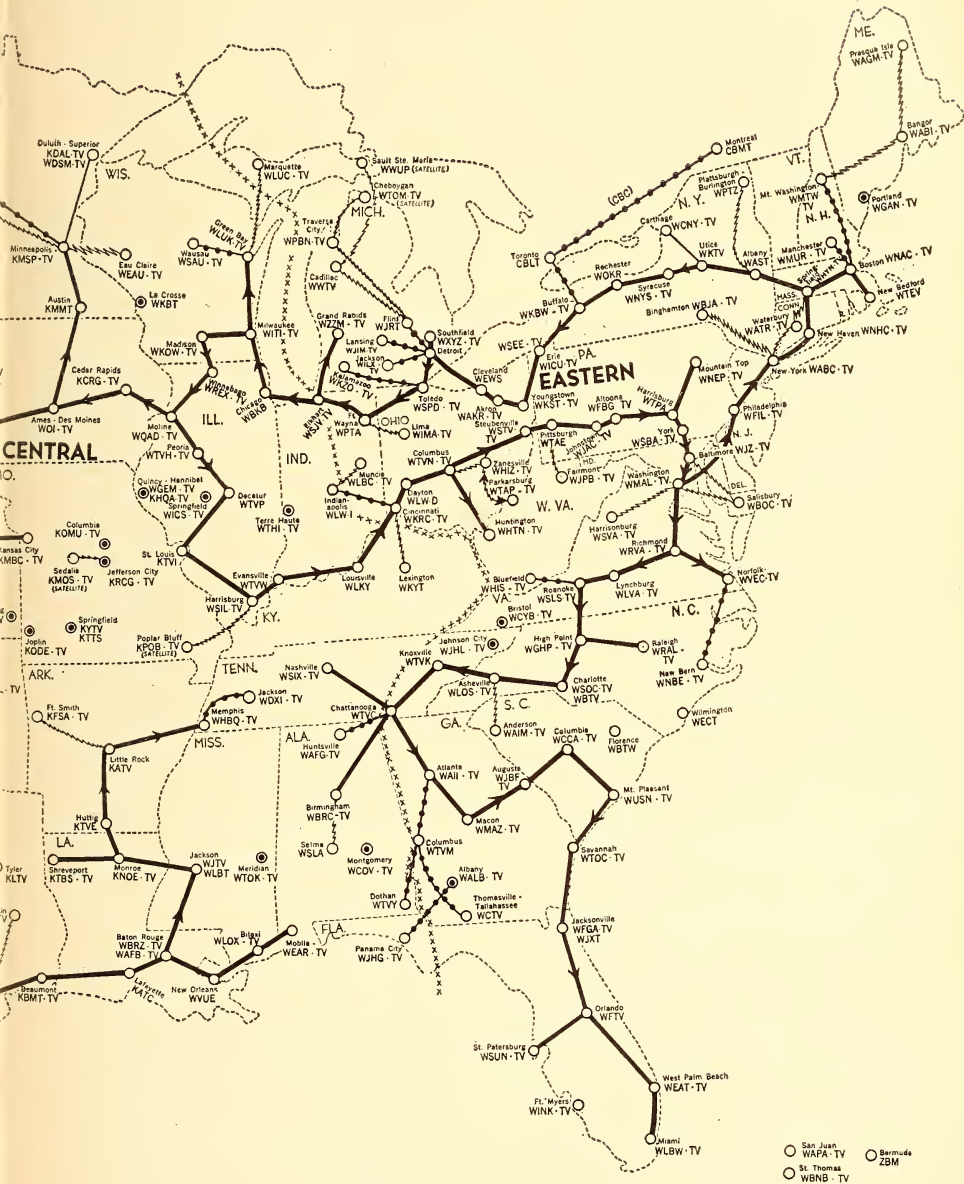 ME.
Presque Isle
WAGM-TV
Bangor
WABI - TV
Montreal
CBMT
VT.
Duluth - Superior
KDAL-TV
WDSM-TV
WIS.
Marquette
WLUC - TV
Sault Ste. Marie
WWUP (SATELLITE)
Cheboygan
WTOM-TV
(SATELLITE)
MICH.
(CBC)
Plattsburg
Burlington
WPTZ
Mt. Washington
WMTW
TV
N. H.
Portland
WGAN - TV
N. Y.
Carthage
WCNY - TV
Traverse
City
WPBN - TV
Green Bay
WLUK - TV
Wausau
WSAU - TV
Minneapolis
KMSP - TV
Eau Claire
WEAU - TV
Cadillac
WWTV
Toronto
CBLT
Utica
WKTV
Albany
WAST
Manchester
WMUR - TV
Boston WNAC - TV
Rochester
WOKR
Syracuse
WNYS - TV
Springfield
WHYN-TV
MASS.
CONN.
New Bedford
WTEV
Buffalo
WKBW - TV
Binghamton WBJA - TV
Waterbury
WATR - TV
New Haven WNHC - TV
La Crosse
WKBT
Austin
KMMT
Madison
WKOW - TV
Milwaukee
WITI - TV
Grand Rapids
WZZM - TV
Lansing
WJIM-TV
Flint
WJRT
Southfield
WXYZ - TV
Detroit
Jackson
WILX
TV
Kalamazoo
WKZO - TV
WSEE - TV
Erie
WICU - TV
PA.
EASTERN
Cleveland
WEWS
New York WABC - TV
Mountain Top
WNEP - TV
Cedar Rapids
KCRG - TV
Winnebago
WREX - TV
Chicago
WBKB
Elkhart
WSJV-TV
Ft.
Wayne
WPTA
Toledo
WSPD - TV
Akron
WAKR - TV
Youngstown
WKST - TV
Harrisburg
WTPA
Philadelphia
WFIL - TV
Ames - Des Moines
WOI - TV
ILL.
OHIO
Lima
WIMA - TV
Steubenville
WSTV-
TV
Altoona
WFBG - TV
Johnstown
WJAC - TV
Pittsburgh
WTAE
York
WSBA - TV
N. J.
Baltimore WJZ - TV
CENTRAL
Moline
WQAD - TV
Peoria
WTVH - TV
IND.
Columbus
WTVN - TV
Zanesville
WHIZ - TV
MD.
Fairmont
WJPB - TV
Washington
WMAL - TV
DEL.
Salisbury
WBOC - TV
MO.
Quincy - Hannibal
WGEM - TV
KHQA - TV
Springfield
WICS - TV
Decatur
WTVP
Muncie
WLBC - TV
Indian-
apolis
WLW-I
Dayton
WLW-D
Cincinnati
WKRC - TV
Parkersburg
WTAP
TV
W. VA.
Huntington
WHTN - TV
Harrisonburg
WSVA - TV
Terre Haute
WTHI - TV
Columbia
KOMU - TV
Kansas City
KMBC - TV
Sedalia
KMOS - TV
(SATELLITE)
Jefferson City
KRCG - TV
St. Louis
KTVI
Richmond
WRVA - TV
Evansville
WTVW
Louisville
WLKY
Lexington
WKYT
Bluefield
WHIS - TV
VA.
Roanoke
WSLS - TV
Lynchburg
WLVA - TV
Norfolk
WVEC - TV
Harrisburg
WSIL-TV
KY.
Joplin
KODE - TV
Springfield
KYTV
KTTS
Poplar Bluff
KPOB - TV
(SATELLITE)
Bristol
WCYB - TV
Johnson City
WJHL - TV
N. C.
High Point
WGHP - TV
Raleigh
WRAL
TV
New Bern
WNBE - TV
ARK.
TENN.
Nashville
WSIX - TV
Knoxville
WTVK
Asheville
WLOS - TV
Charlotte
WSOC-TV
WBTV
Jackson
WDXI - TV
Memphis
WHBQ - TV
Chattanooga
WTVC
S. C.
GA.
Wilmington
WECT
Ft. Smith
KFSA - TV
MISS.
ALA.
Huntsville
WAFG - TV
Anderson
WAIM - TV
Columbia
WCCA - TV
Florence
WBTW
Little Rock
KATV
Atlanta
WAII - TV
Augusta
WJBF
TV
Birmingham
WBRC - TV
Mt. Pleasant
WUSN - TV
Macon
WMAZ - TV
Huttig
KTVE
LA.
Selma
WSLA
Columbus
WTVM
Savannah
WTOC - TV
Tyler
KLTV
Shreveport
KTBS - TV
Monroe
KNOE - TV
Jackson
WJTV
WLBT
Meridian
WTOK - TV
Montgomery
WCOV - TV
Albany
WALB - TV
Dothan
WTVY
Thomasville -
Tallahassee
WCTV
Baton Rouge
WBRZ - TV
WAFB - TV
Biloxi
WLOX - TV
Mobile
WEAR - TV
FLA.
Panama City
WJHG - TV
Jacksonville
WFGA - TV
WJXT
Beaumont
KBMT - TV
Lafayette
KATC
New Orleans
WVUE
Orlando
WFTV
St. Petersburg
WSUN - TV
West Palm Beach
WEAT - TV
Ft. Myers
WINK - TV
Miami
WLBW - TV
San Juan
WAPA - TV
Bermuda
ZBM
St. Thomas
WBNB - TV